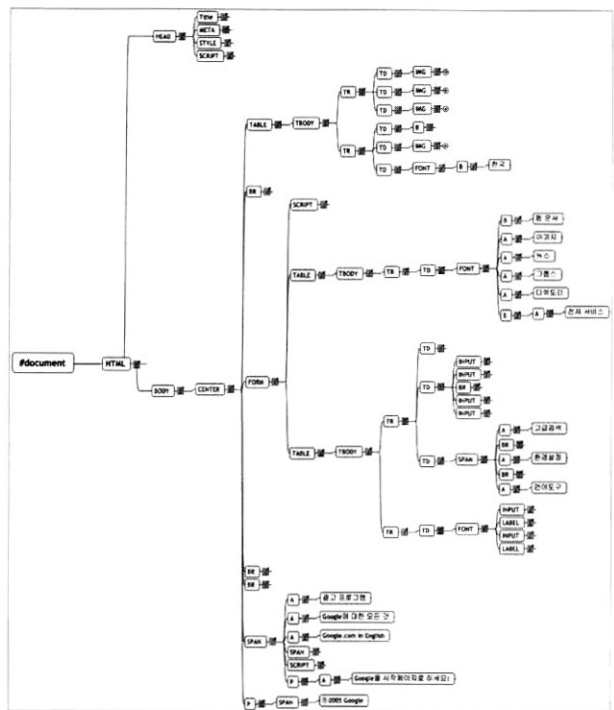 TITLE
META
STYLE
SCRIPT
HEAD
TD
IMG
TD
IMG
TD
IMG
TR
TABLE
TBODY
TD
B
TD
IMG
TR
TD
FONT
B
한국
BR
SCRIPT
B
웹 문서
A
이미지
A
뉴스
TABLE
TBODY
TR
TD
FONT
A
그룹스
A
디렉토리
B
A
전체 서비스
#document
HTML
BODY
CENTER
FORM
TD
INPUT
INPUT
TD
BR
INPUT
INPUT
TR
A
고급검색
BR
TABLE
TBODY
TD
SPAN
A
환경설정
BR
A
언어도구
INPUT
LABEL
TR
TD
FONT
INPUT
LABEL
BR
BR
A
광고 프로그램
A
Google에 대한 모든 것
SPAN
A
Google.com in English
SPAN
SCRIPT
P
A
Google을 시작페이지로 하세요!
P
SPAN
©2005 Google